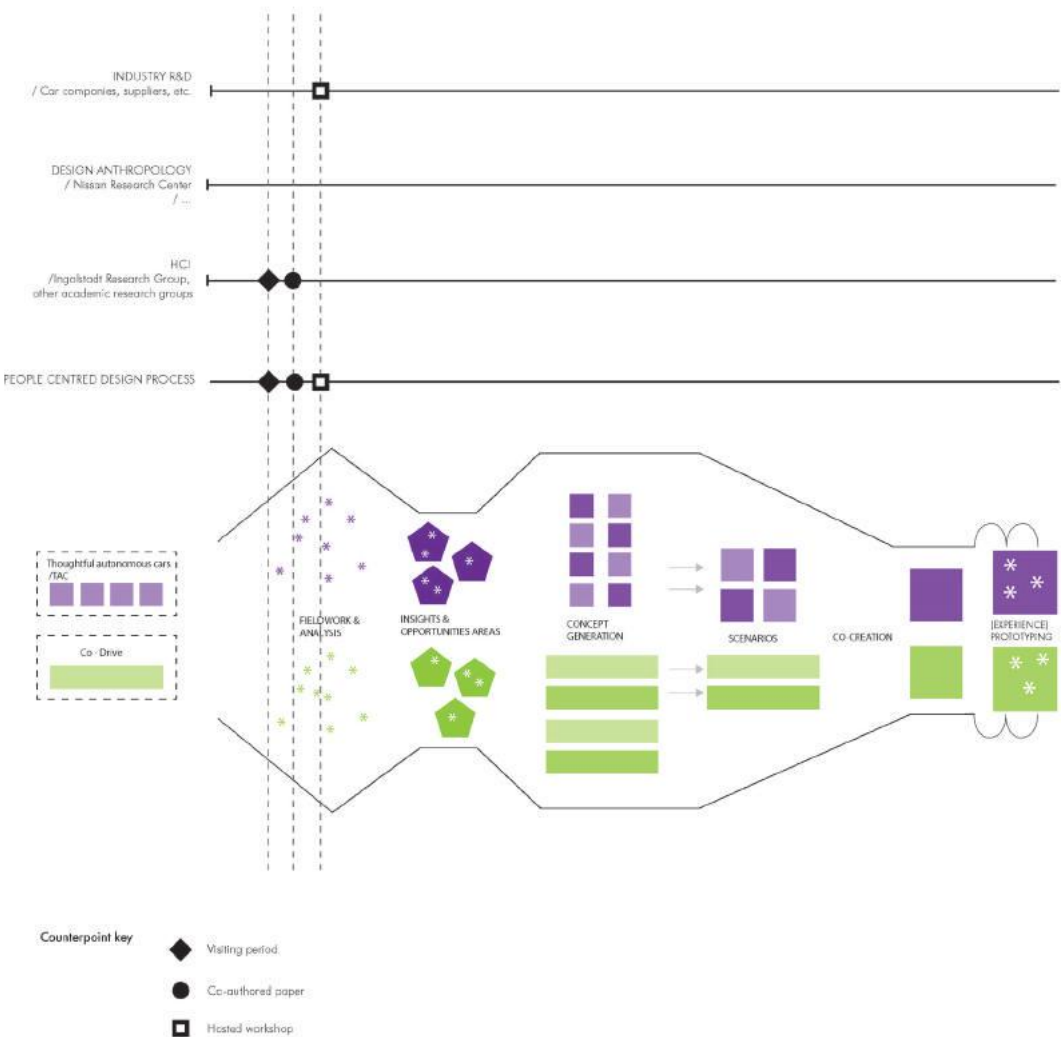 INDUSTRY R&D
/ Car companies, suppliers, etc.
DESIGN ANTHROPOLOGY
/ Nissan Research Center
/ ...
HCI
/Ingolstadt Research Group,
other academic research groups
PEOPLE CENTRED DESIGN PROCESS
Thoughtful autonomous cars
/TAC
Co - Drive
FIELDWORK &
ANALYSIS
INSIGHTS &
OPPORTUNITIES AREAS
CONCEPT
GENERATION
SCENARIOS
CO-CREATION
(EXPERIENCE)
PROTOTYPING
Counterpoint key
Visiting period
Co-authored paper
Hosted workshop